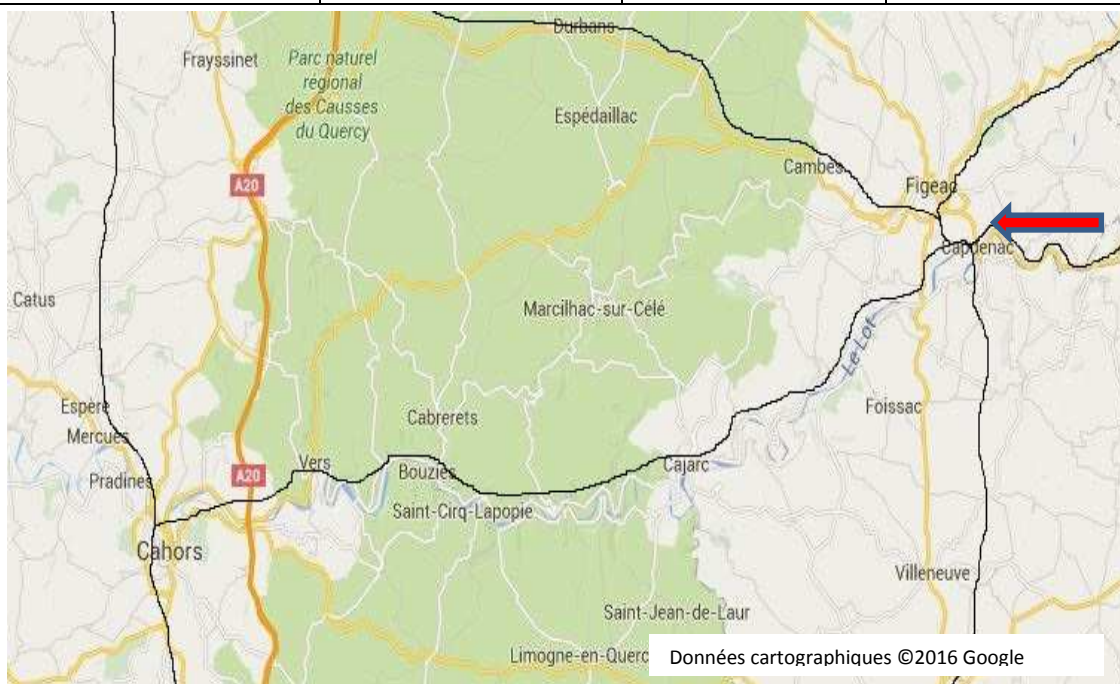 Durbans
Frayssinet
Parc naturel
régional
des Causses
du Quercy
Espédaillac
Cambes
Figeac
A20
Capdenac
Catus
Marcilhac-sur-Célé
Le Lot
Espère
Mercuès
Cabrerets
Foissac
Pradines
A20
Vers
Bouziès
Cajarc
Saint-Cirq-Lapopie
Cahors
Villeneuve
Saint-Jean-de-Laur
Limogne-en-Querc
Données cartographiques ©2016 Google